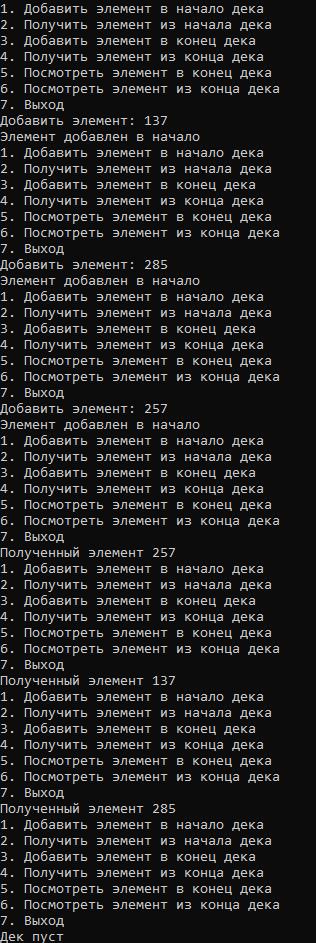 1. Добавить элемент в начало дека
2. Получить элемент из начала дека
3. Добавить элемент в конец дека
4. Получить элемент из конца дека
5. Посмотреть элемент в конец дека
6. Посмотреть элемент из конца дека
7. Выход
Добавить элемент: 137
Элемент добавлен в начало
1. Добавить элемент в начало дека
2. Получить элемент из начала дека
3. Добавить элемент в конец дека
4. Получить элемент из конца дека
5. Посмотреть элемент в конец дека
6. Посмотреть элемент из конца дека
7. Выход
Добавить элемент: 285
Элемент добавлен в начало
1. Добавить элемент в начало дека
2. Получить элемент из начала дека
3. Добавить элемент в конец дека
4. Получить элемент из конца дека
5. Посмотреть элемент в конец дека
6. Посмотреть элемент из конца дека
7. Выход
Добавить элемент: 257
Элемент добавлен в начало
1. Добавить элемент в начало дека
2. Получить элемент из начала дека
3. Добавить элемент в конец дека
4. Получить элемент из конца дека
5. Посмотреть элемент в конец дека
6. Посмотреть элемент из конца дека
7. Выход
Полученный элемент 257
1. Добавить элемент в начало дека
2. Получить элемент из начала дека
3. Добавить элемент в конец дека
4. Получить элемент из конца дека
5. Посмотреть элемент в конец дека
6. Посмотреть элемент из конца дека
7. Выход
Полученный элемент 137
1. Добавить элемент в начало дека
2. Получить элемент из начала дека
3. Добавить элемент в конец дека
4. Получить элемент из конца дека
5. Посмотреть элемент в конец дека
6. Посмотреть элемент из конца дека
7. Выход
Полученный элемент 285
1. Добавить элемент в начало дека
2. Получить элемент из начала дека
3. Добавить элемент в конец дека
4. Получить элемент из конца дека
5. Посмотреть элемент в конец дека
6. Посмотреть элемент из конца дека
7. Выход
Дек пуст